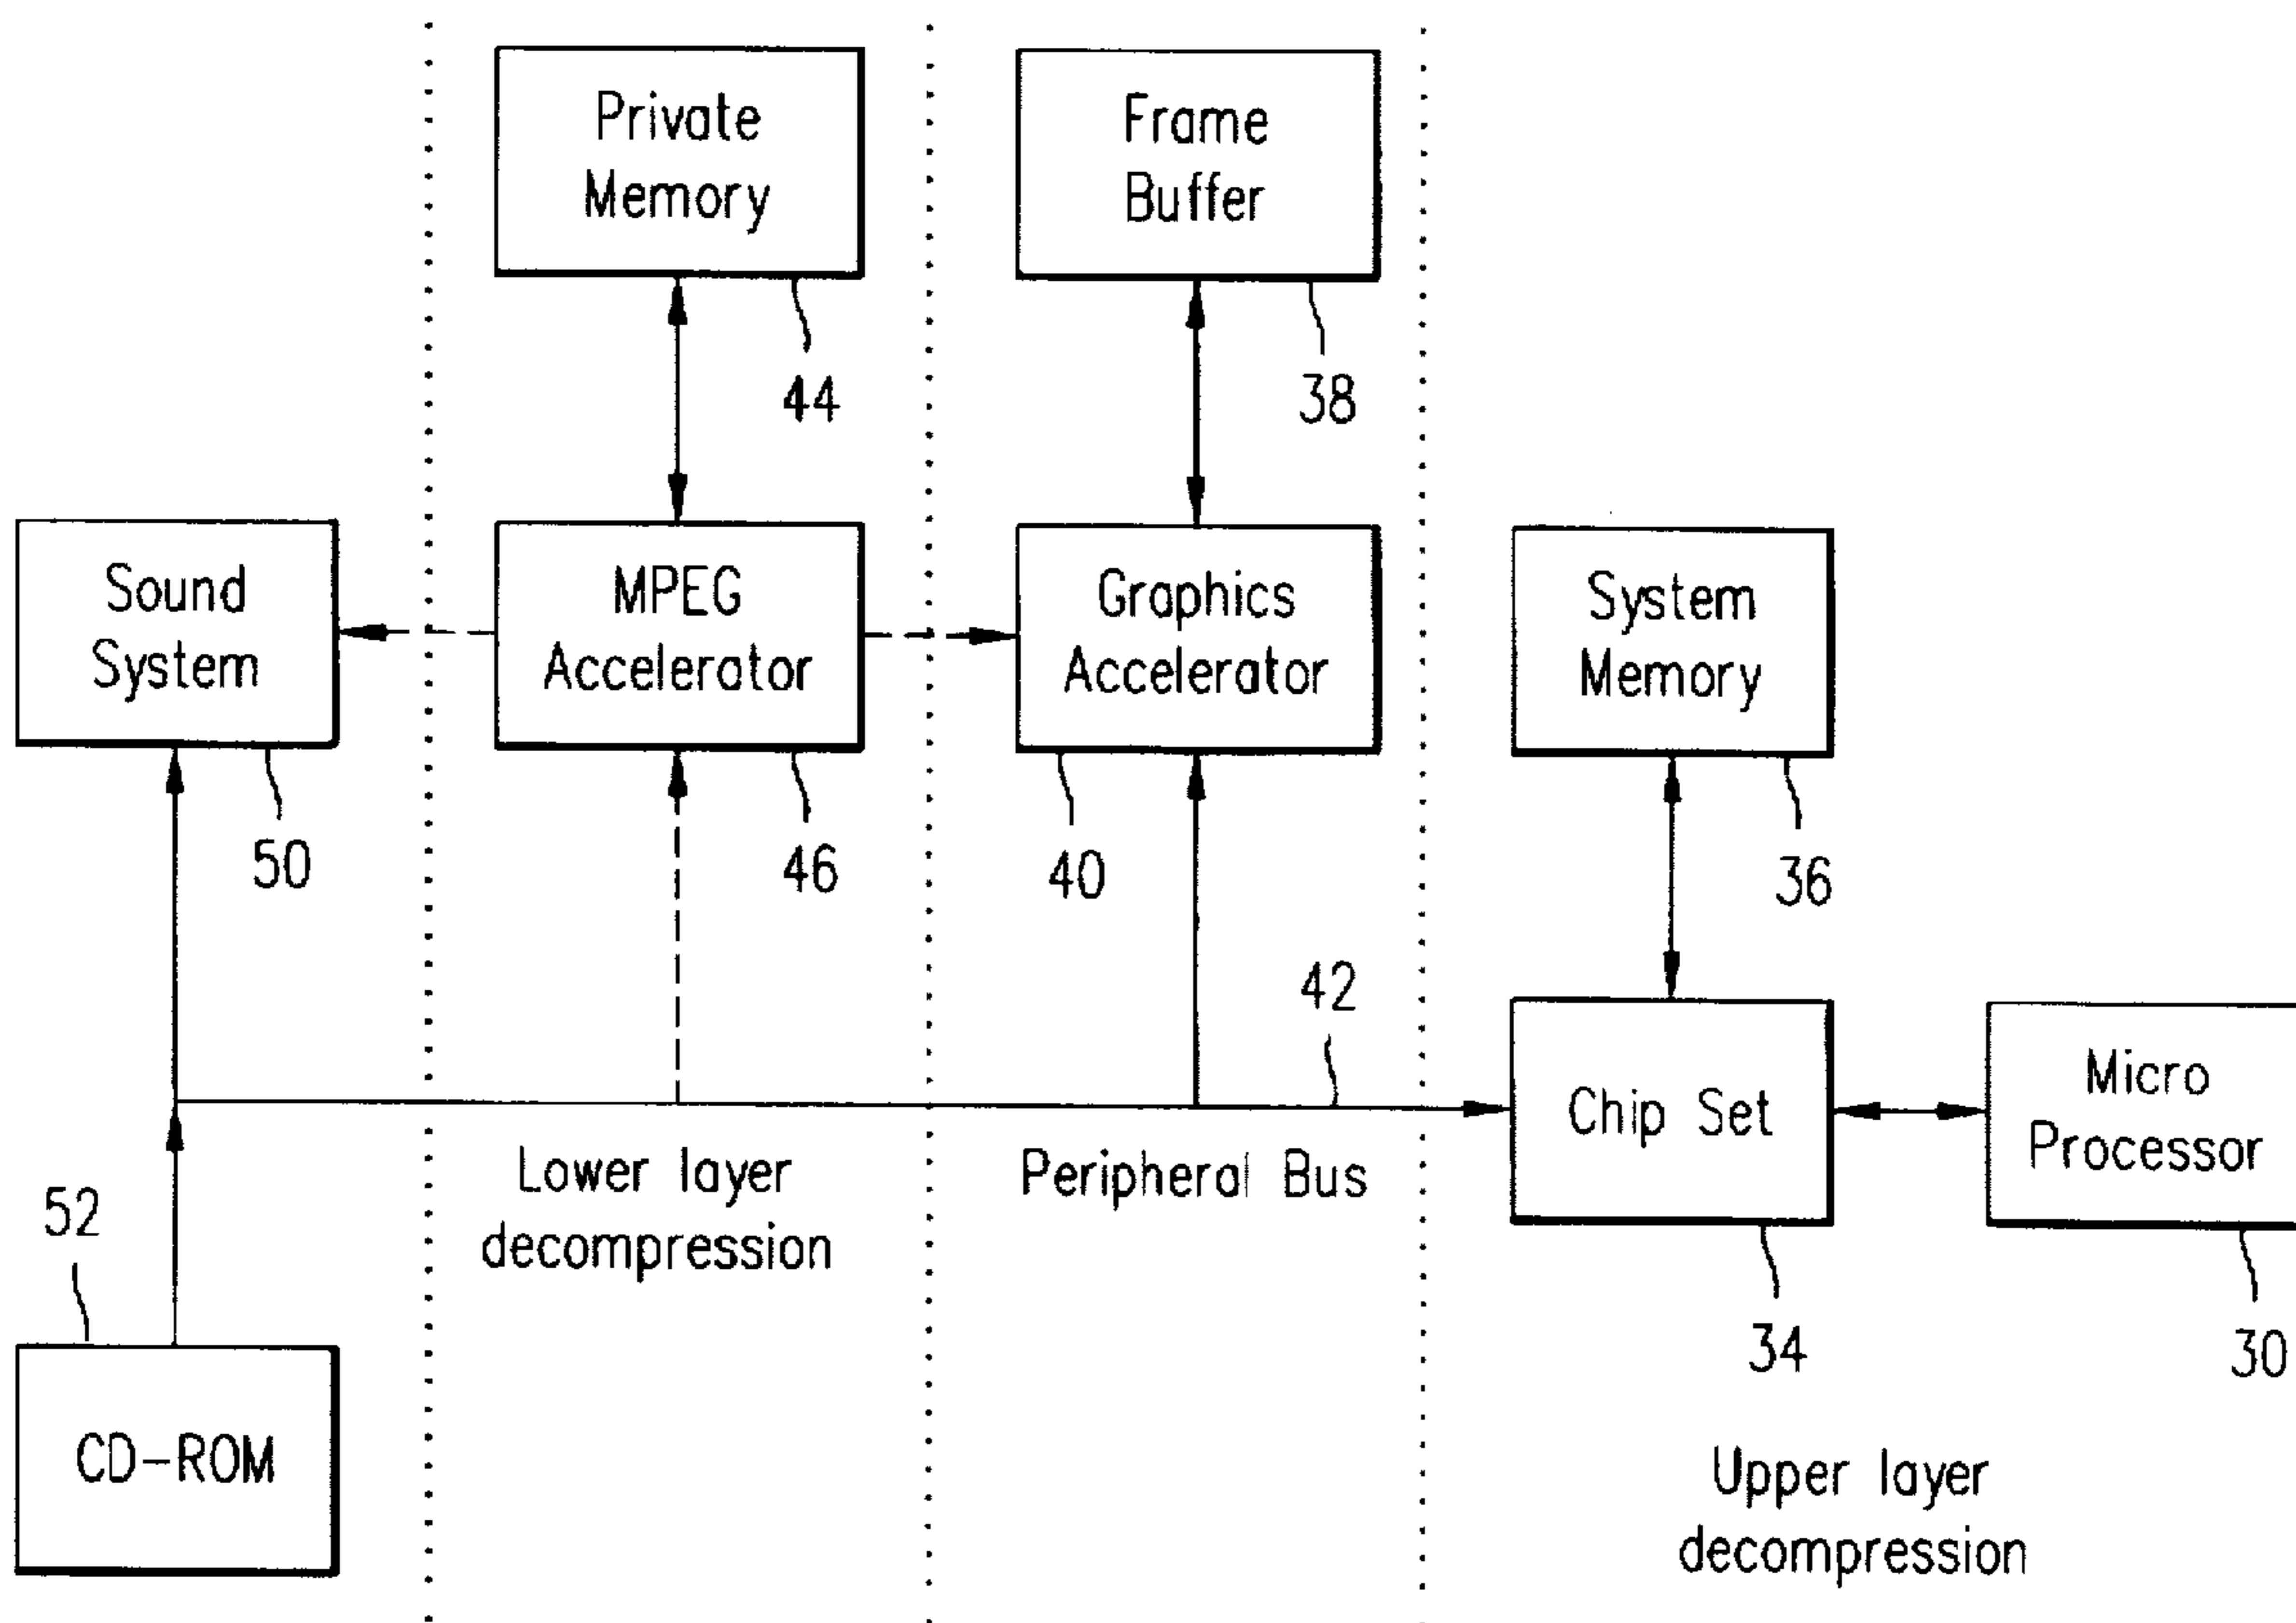 Private
Memory
44
Frame
Buffer
38
Sound
System
50
MPEG
Accelerator
46
Graphics
Accelerator
40
System
Memory
36
42
Chip Set
34
Micro
Processor
30
Lower layer
decompression
Peripheral Bus
52
CD-ROM
Upper layer
decompression